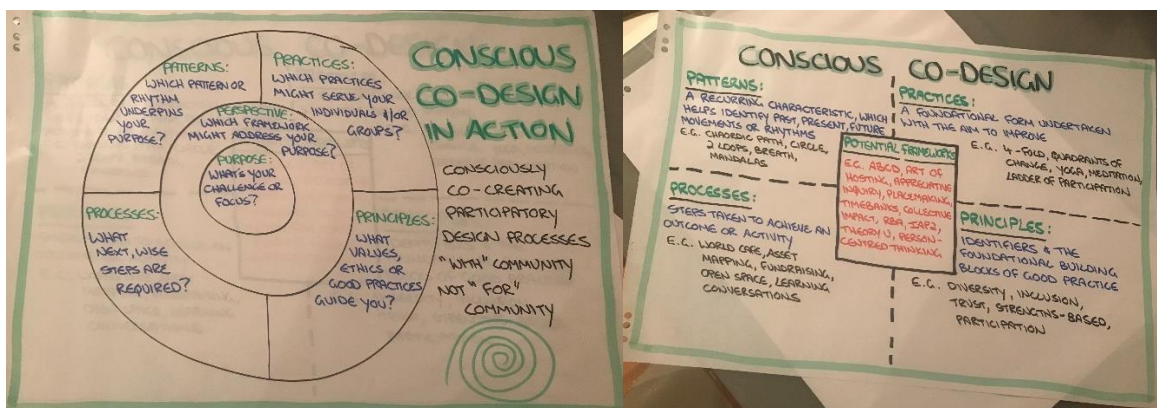 PATTERNS:
WHICH PATTERN OR
RHYTHM
UNDERPINS
YOUR
PURPOSE?
PRACTICES:
WHICH PRACTICES
MIGHT SERVE YOUR
INDIVIDUALS &/OR
GROUPS?
PERSPECTIVE:
WHICH FRAMEWORK
MIGHT ADDRESS YOUR
PURPOSE?
PURPOSE:
WHAT'S YOUR
CHALLENGE OR
FOCUS?
PROCESSES:
WHAT
NEXT, WISE
STEPS ARE
REQUIRED?
PRINCIPLES:
WHAT
VALUES,
ETHICS OR
GOOD PRACTICES
GUIDE YOU?
CONSCIOUS
CO-DESIGN
IN ACTION
CONSCIOUSLY
CO-CREATING
PARTICIPATORY
DESIGN PROCESSES
"WITH" COMMUNITY
NOT "FOR"
COMMUNITY
CONSCIOUS CO-DESIGN
PATTERNS:
A RECURRING CHARACTERISTIC, WHICH
HELPS IDENTIFY PAST, PRESENT, FUTURE
MOVEMENTS OR RHYTHMS
E.G. CHAORDIC PATH, CIRCLE,
2 LOOPS, BREATH,
MANDALAS
PRACTICES:
A FOUNDATIONAL FORM UNDERTAKEN
WITH THE AIM TO IMPROVE
E.G. 4-FOLD, QUADRANTS OF
CHANGE, YOGA, MEDITATION,
LADDER OF PARTICIPATION
POTENTIAL FRAMEWORKS
E.G. ABCD, ART OF
HOSTING, APPRECIATIVE
INQUIRY, PLACEMAKING,
TIMEBANKS, COLLECTIVE
IMPACT, RBA, IAP2,
THEORY U, PERSON-
CENTRED THINKING
PROCESSES:
STEPS TAKEN TO ACHIEVE AN
OUTCOME OR ACTIVITY
E.G. WORLD CAFE, ASSET
MAPPING, FUNDRAISING,
OPEN SPACE, LEARNING
CONVERSATIONS
PRINCIPLES:
IDENTIFIERS & THE
FOUNDATIONAL BUILDING
BLOCKS OF GOOD PRACTICE
E.G. DIVERSITY, INCLUSION,
TRUST, STRENGTHS-BASED,
PARTICIPATION